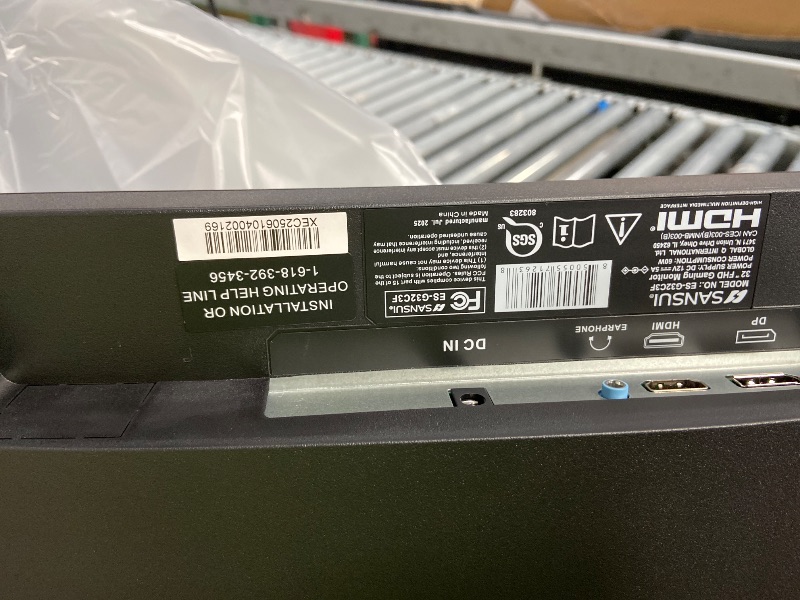 SANSUI
MODEL NO.: ES-G32C3F
32" FHD Gaming Monitor
POWER SUPPLY: DC 12V 5A
POWER CONSUMPTION: 60W
GLOBAL Q INTERNATIONAL Ltd.
3471 N. Union Drive, Olney, IL 62450
CAN ICES-003(B)/NMB-003(B)
HDMI
HIGH-DEFINITION MULTIMEDIA INTERFACE
SGS
C US
803283
FC SANSUI
ES-G32C3F
This device complies with part 15 of the
FCC Rules. Operation is subject to the
following two conditions:
(1) This device may not cause harmful
interference, and
(2) this device must accept any interference
received, including interference that may
cause undesired operation.
manufactured Jul. 2025
Made in China
INSTALLATION OR
OPERATING HELP LINE
1-618-392-3456
XEC2506104002169
DP
HDMI
EARPHONE
DC IN